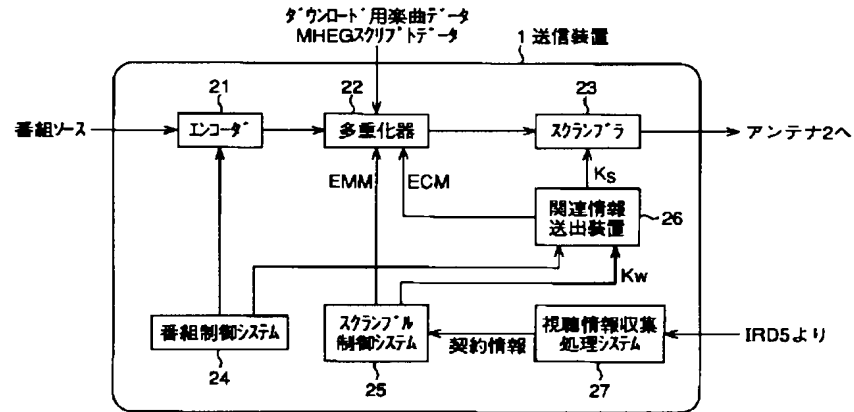 ダウンロード用楽曲データ
MHEGスクリプトデータ
1 送信装置
21
22
23
番組ソース
エンコーダ
多重化器
スクランブラ
アンテナ2へ
EMM
ECM
KS
関連情報
送出装置
26
Kw
番組制御システム
スクランブル
制御システム
契約情報
視聴情報収集
処理システム
IRD5より
24
25
27